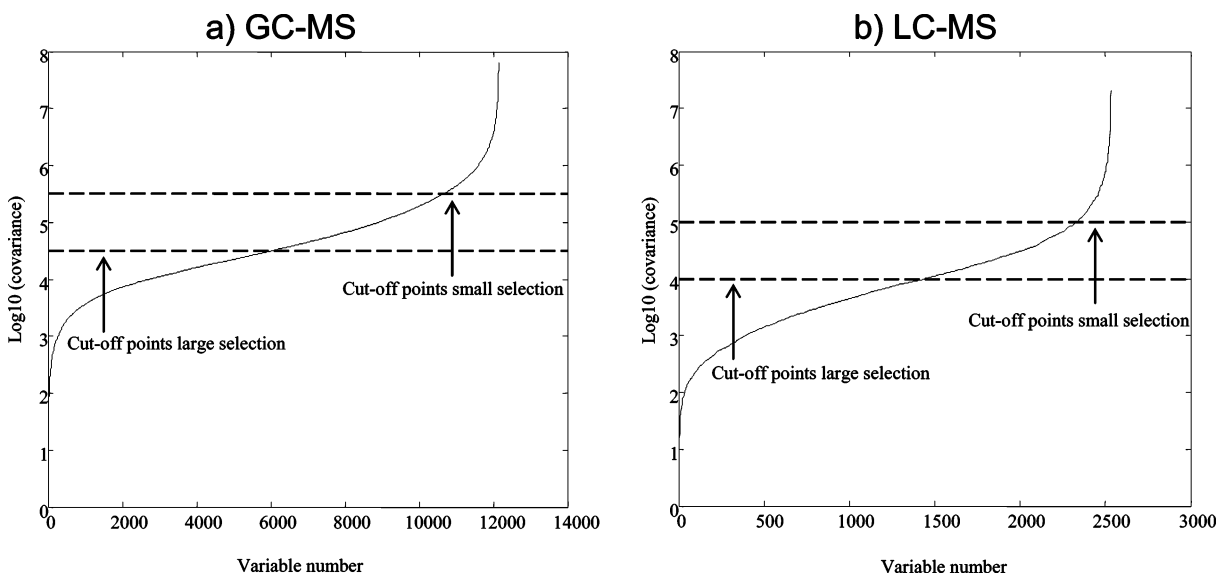 a) GC-MS
8
7
6
5
4
3
2
1
0
Log10 (covariance)
Cut-off points small selection
Cut-off points large selection
0 2000 4000 6000 8000 10000 12000 14000
Variable number
b) LC-MS
8
7
6
5
4
3
2
1
0
Log10 (covariance)
Cut-off points small selection
Cut-off points large selection
0 500 1000 1500 2000 2500 3000
Variable number